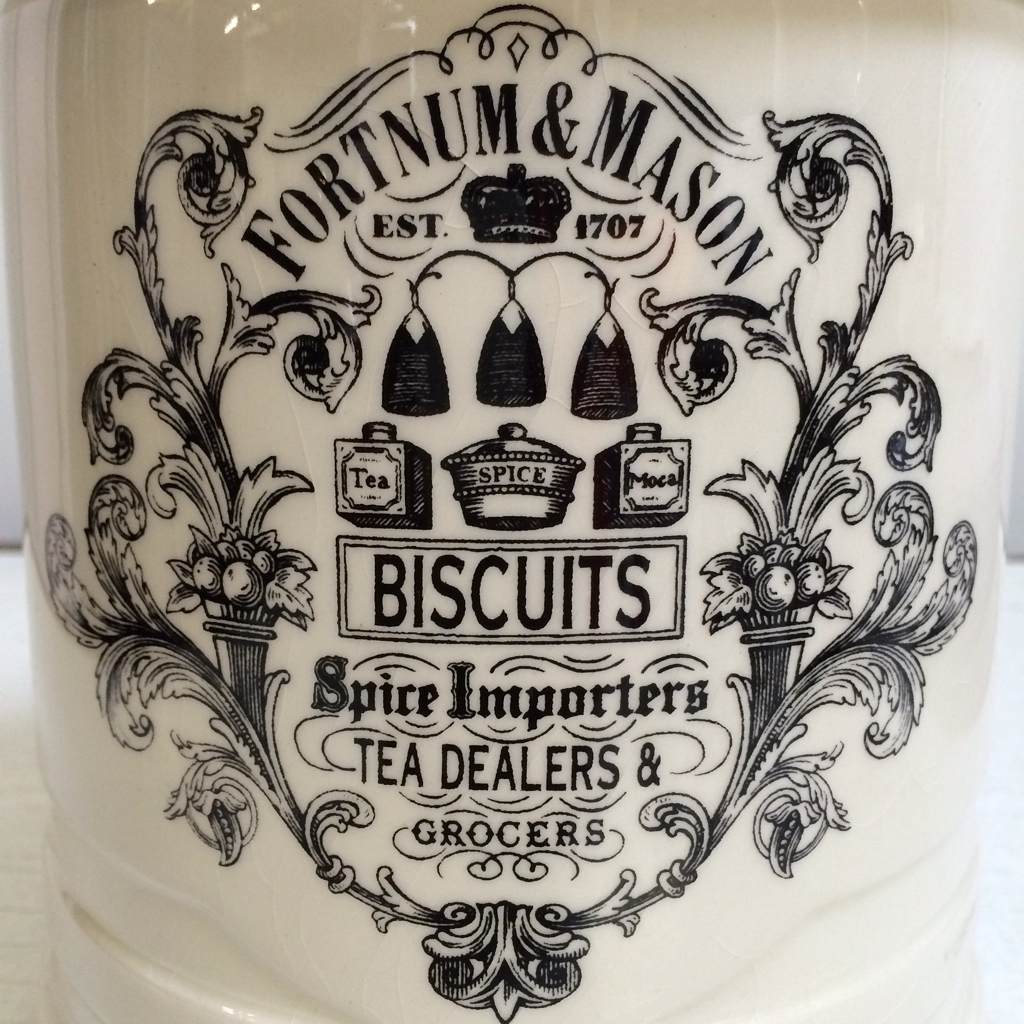 FORTNUM & MASON
EST. 1707
Tea SPICE Moca
BISCUITS
Spice Importers
TEA DEALERS &
GROCERS